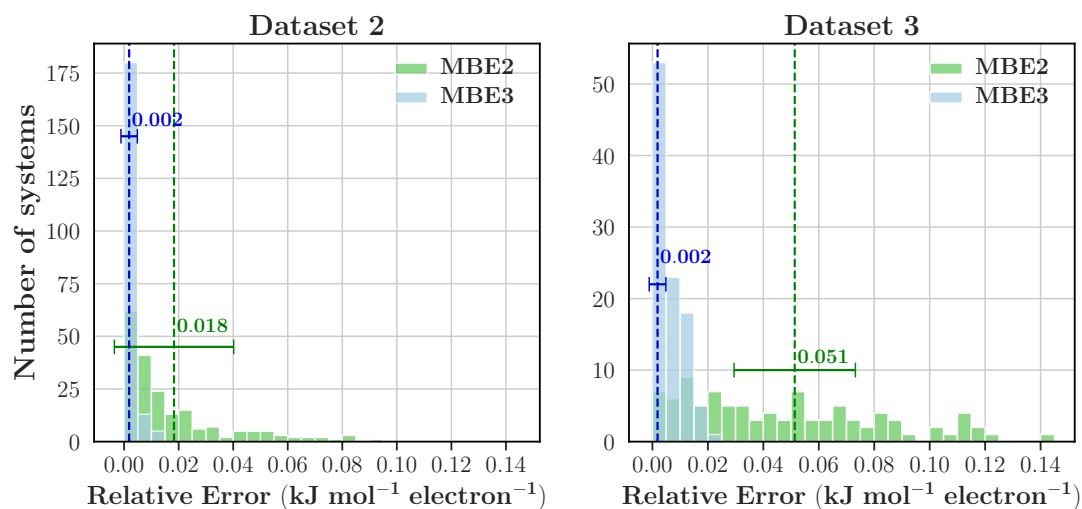 Dataset 2
Number of systems
175
150
125
100
75
50
25
0
MBE2
MBE3
0.002
0.018
0.00 0.02 0.04 0.06 0.08 0.10 0.12 0.14
Relative Error (kJ mol⁻¹ electron⁻¹)
Dataset 3
50
40
30
20
10
0
MBE2
MBE3
0.002
0.051
0.00 0.02 0.04 0.06 0.08 0.10 0.12 0.14
Relative Error (kJ mol⁻¹ electron⁻¹)